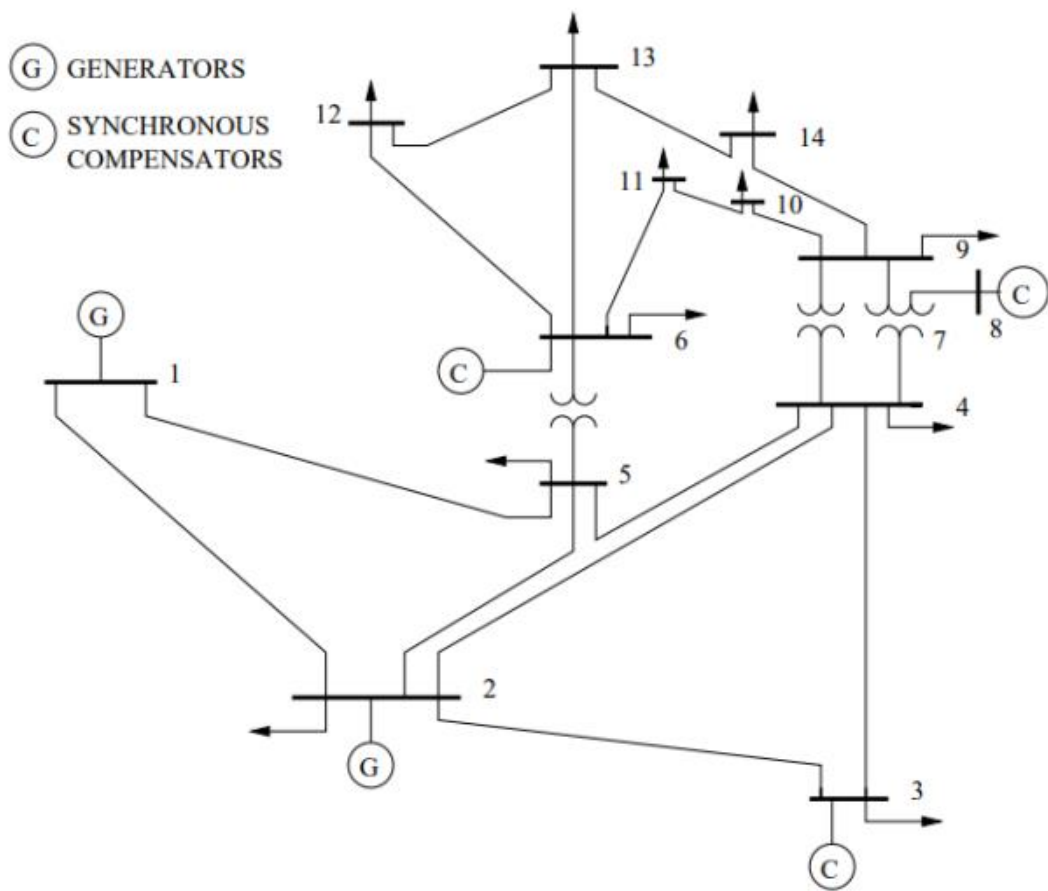 G GENERATORS
C SYNCHRONOUS
COMPENSATORS
13
12
14
11
10
9
G
C
8
7
6
C
1
4
5
2
G
3
C